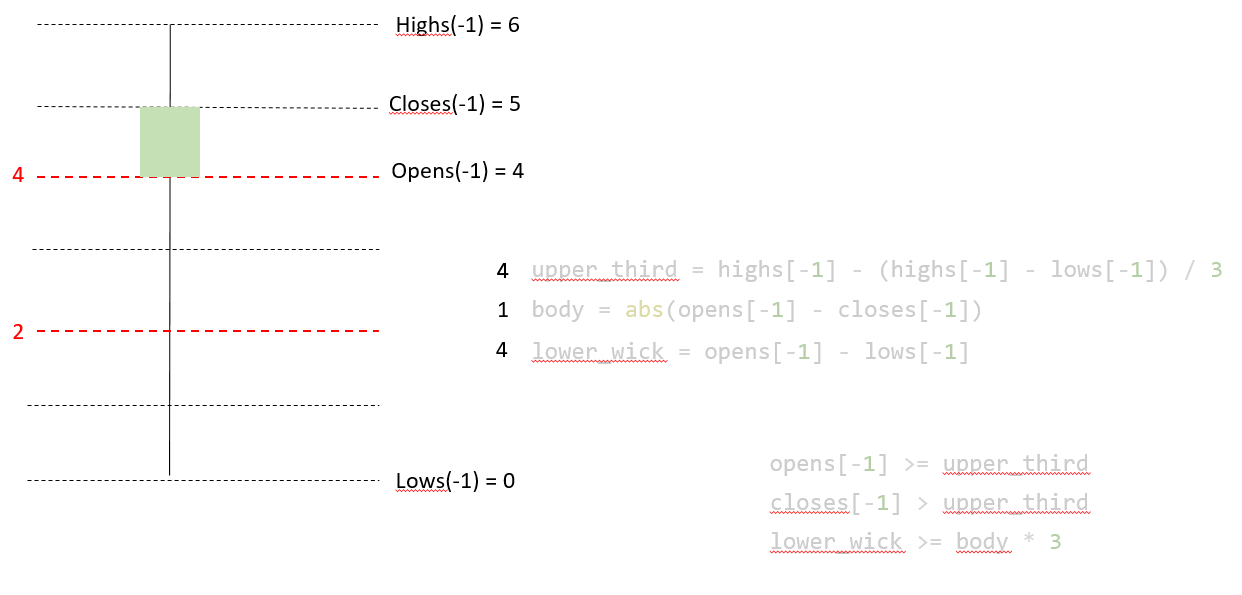 Highs(-1) = 6
Closes(-1) = 5
4
Opens(-1) = 4
4 upper_third = highs[-1] - (highs[-1] - lows[-1]) / 3
1 body = abs(opens[-1] - closes[-1])
2
4 lower_wick = opens[-1] - lows[-1]
opens[-1] >= upper_third
Lows(-1) = 0
closes[-1] > upper_third
lower_wick >= body * 3